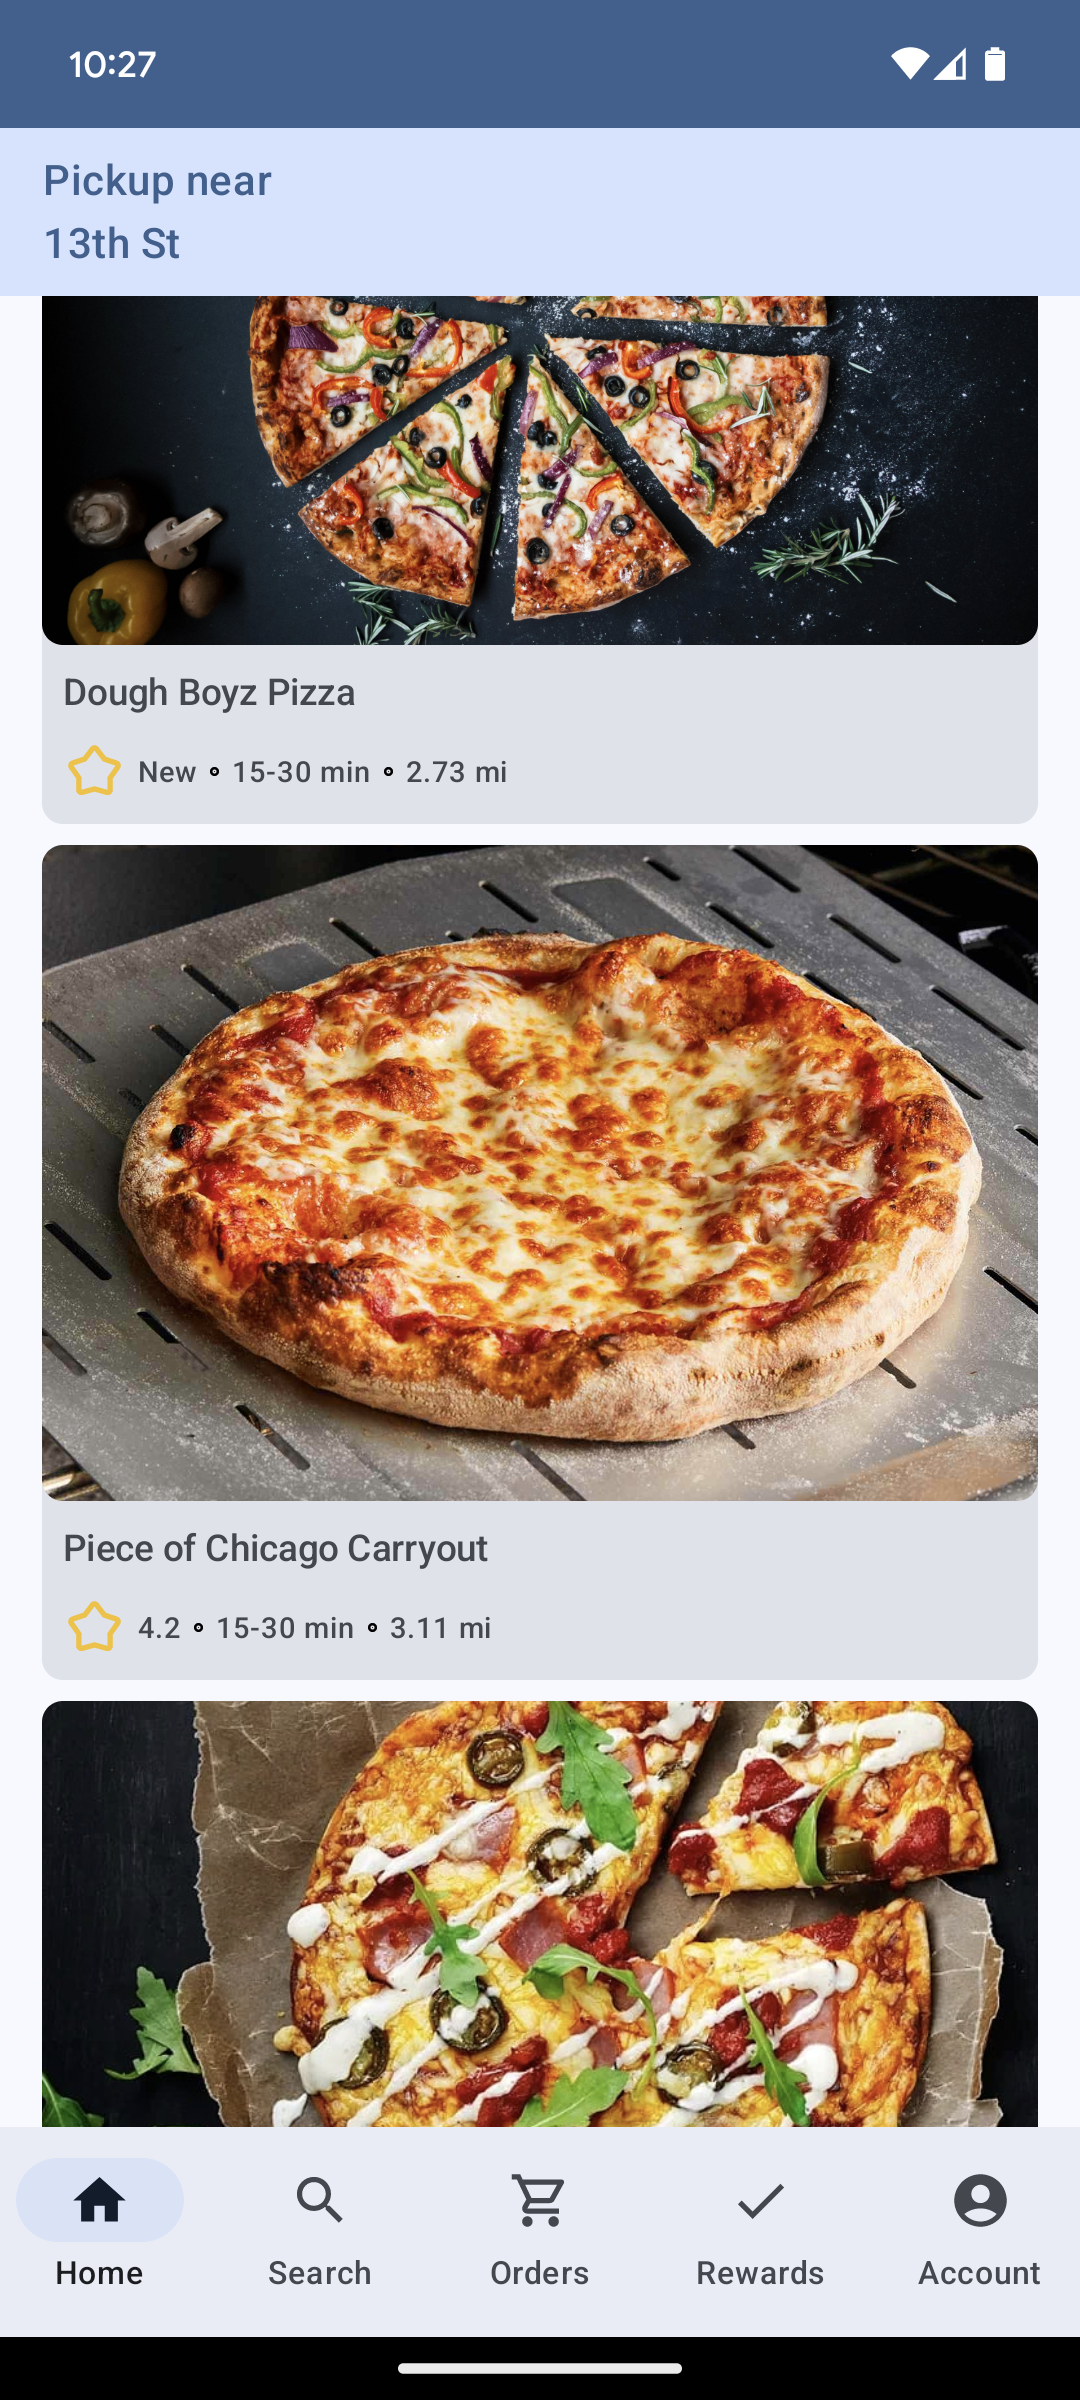 10:27
Pickup near
13th St
Dough Boyz Pizza
New • 15-30 min • 2.73 mi
Piece of Chicago Carryout
4.2 • 15-30 min • 3.11 mi
Home Search Orders Rewards Account